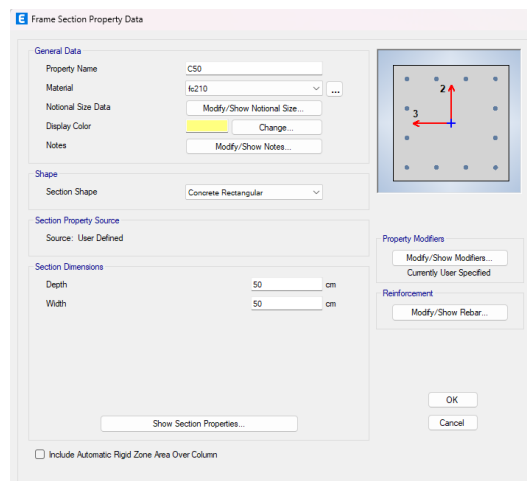 E Frame Section Property Data
General Data
Property Name C50
Material fc210 ...
Notional Size Data Modify/Show Notional Size...
Display Color Change...
Notes Modify/Show Notes...
Shape
Section Shape Concrete Rectangular
Section Property Source
Source: User Defined
Section Dimensions
Depth 50 cm
Width 50 cm
Show Section Properties...
Include Automatic Rigid Zone Area Over Column
2
3
Property Modifiers
Modify/Show Modifiers...
Currently User Specified
Reinforcement
Modify/Show Rebar...
OK
Cancel